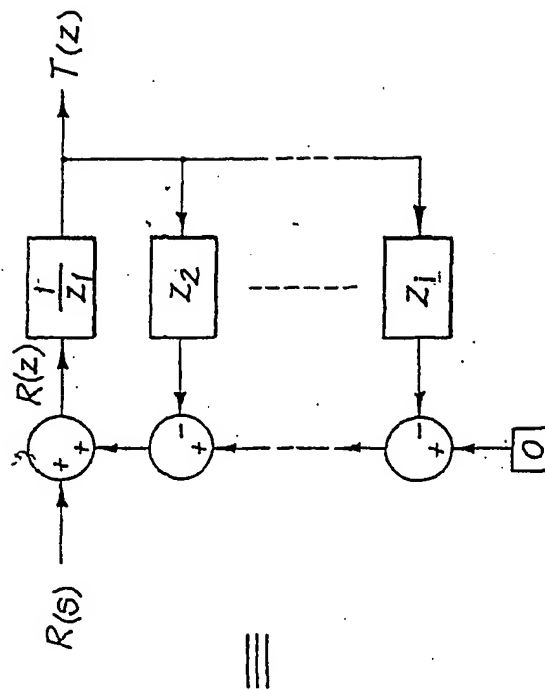 T(z)
R(z)
1
z1
z2
zi
R(s)
+
+
-
+
-
+
0
≡